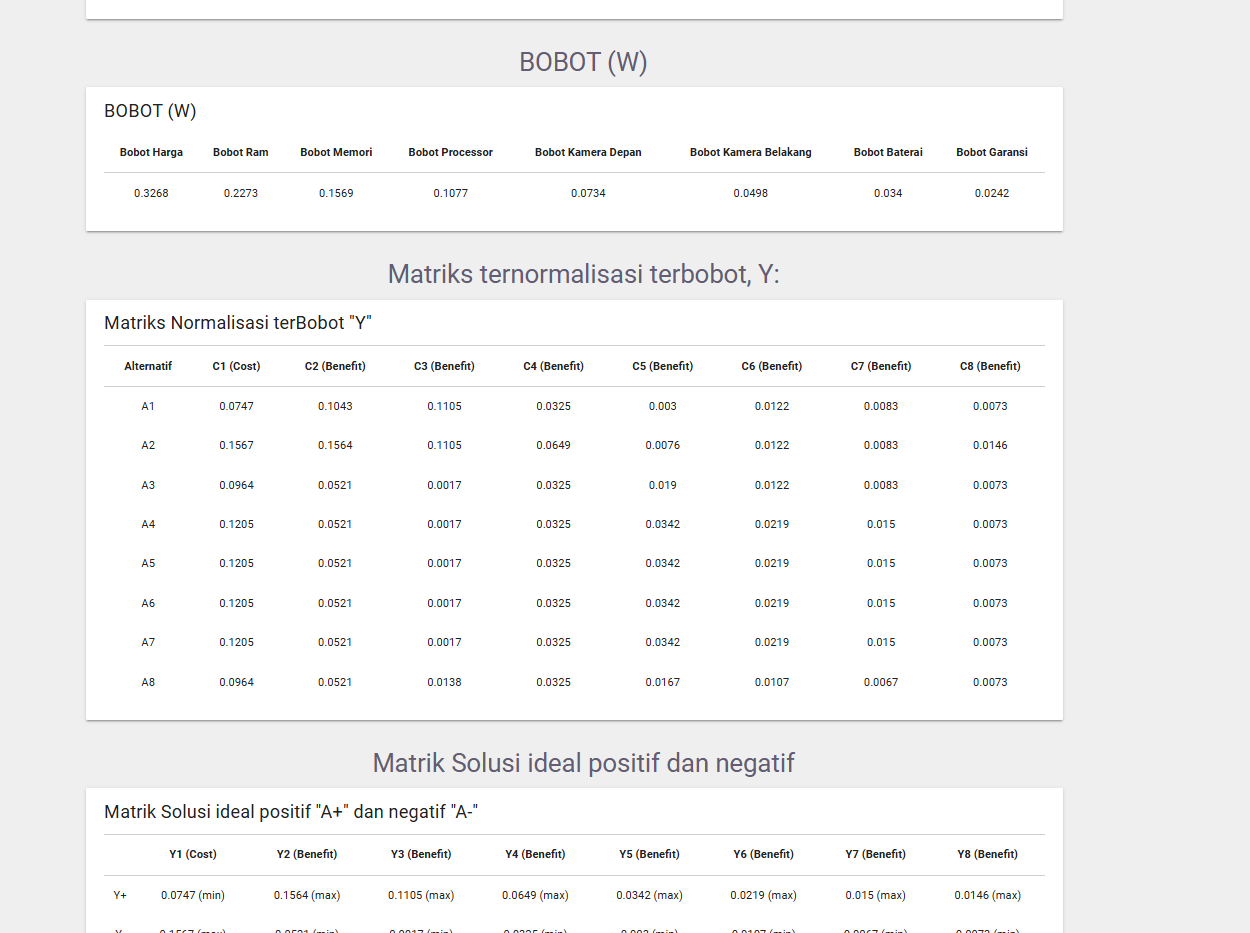 BOBOT (W)
BOBOT (W)
Bobot Harga Bobot Ram Bobot Memori Bobot Processor Bobot Kamera Depan Bobot Kamera Belakang Bobot Baterai Bobot Garansi
0.3268 0.2273 0.1569 0.1077 0.0734 0.0498 0.034 0.0242
Matriks ternormalisasi terbobot, Y:
Matriks Normalisasi terBobot "Y"
Alternatif C1 (Cost) C2 (Benefit) C3 (Benefit) C4 (Benefit) C5 (Benefit) C6 (Benefit) C7 (Benefit) C8 (Benefit)
A1 0.0747 0.1043 0.1105 0.0325 0.003 0.0122 0.0083 0.0073
A2 0.1567 0.1564 0.1105 0.0649 0.0076 0.0122 0.0083 0.0146
A3 0.0964 0.0521 0.0017 0.0325 0.019 0.0122 0.0083 0.0073
A4 0.1205 0.0521 0.0017 0.0325 0.0342 0.0219 0.015 0.0073
A5 0.1205 0.0521 0.0017 0.0325 0.0342 0.0219 0.015 0.0073
A6 0.1205 0.0521 0.0017 0.0325 0.0342 0.0219 0.015 0.0073
A7 0.1205 0.0521 0.0017 0.0325 0.0342 0.0219 0.015 0.0073
A8 0.0964 0.0521 0.0138 0.0325 0.0167 0.0107 0.0067 0.0073
Matrik Solusi ideal positif dan negatif
Matrik Solusi ideal positif "A+" dan negatif "A-"
Y1 (Cost) Y2 (Benefit) Y3 (Benefit) Y4 (Benefit) Y5 (Benefit) Y6 (Benefit) Y7 (Benefit) Y8 (Benefit)
Y+ 0.0747 (min) 0.1564 (max) 0.1105 (max) 0.0649 (max) 0.0342 (max) 0.0219 (max) 0.015 (max) 0.0146 (max)